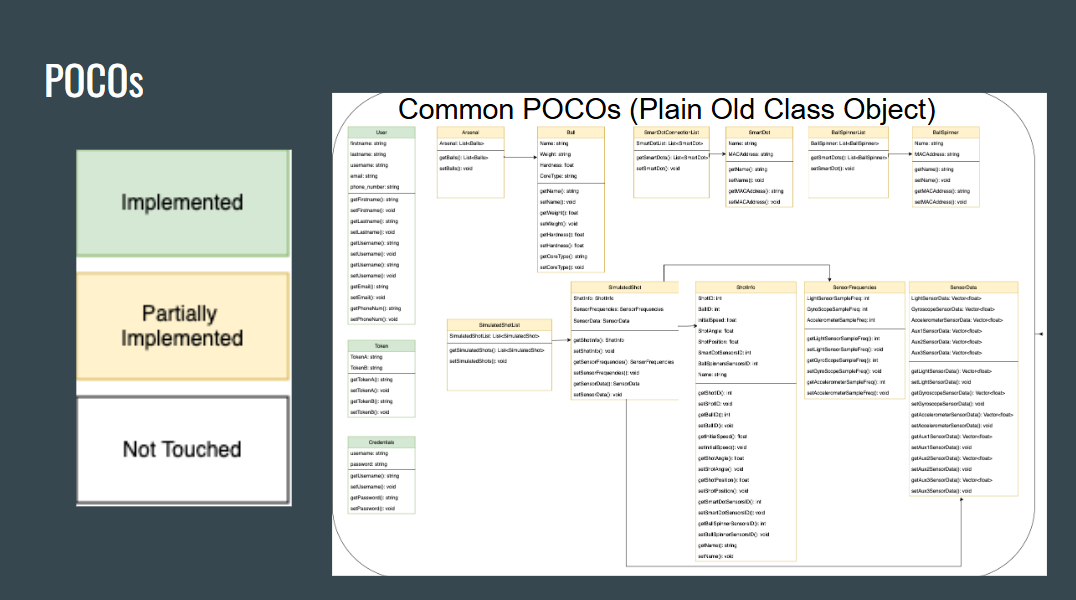 POCOs
Implemented
Partially
Implemented
Not Touched
Common POCOs (Plain Old Class Object)
User
firstname: string
lastname: string
username: string
email: string
phone_number: string
getFirstname(): string
setFirstname(): void
getLastname(): string
setLastname(): void
getUsername(): string
setUsername(): void
getUsername(): string
setUsername(): void
getEmail(): string
setEmail(): void
getPhoneNum(): string
setPhoneNum(): void
Token
TokenA: string
TokenB: string
getTokenA(): string
setTokenA(): void
getTokenB(): string
setTokenB(): void
Credentials
username: string
password: string
getUsername(): string
setUsername(): void
getPassword(): string
setPassword(): void
Arsenal
Arsenal: List<Balls>
getBalls(): List<Balls>
setBalls(): void
Ball
Name: string
Weight: string
Hardness: float
CoreType: string
getName(): string
setName(): void
getWeight(): float
setWeight(): void
getHardness(): float
setHardness(): float
getCoreType(): string
setCoreType(): void
SmartDotConnectionList
SmartDotList: List<SmartDot>
getSmartDots(): List<SmartDot>
setSmartDot(): void
SmartDot
Name: string
MACAddress: string
getName(): string
setName(): void
getMACAddress(): string
setMACAddress(): void
BallSpinnerList
BallSpinner: List<BallSpinner>
getSmartDots(): List<BallSpinner>
setSmartDot(): void
BallSpinner
Name: string
MACAddress: string
getName(): string
setName(): void
getMACAddress(): string
setMACAddress(): void
SimulatedShotList
SimulatedShotList: List<SimulatedShot>
getSimulatedShots(): List<SimulatedShot>
setSimulatedShots(): void
SimulatedShot
ShotInfo: ShotInfo
SensorFrequencies: SensorFrequencies
SensorData: SensorData
getShotInfo(): ShotInfo
setShotInfo(): void
getSensorFrequencies(): SensorFrequencies
setSensorFrequencies(): void
getSensorData(): SensorData
setSensorData(): void
ShotInfo
ShotID: int
BallID: int
InitialSpeed: float
ShotAngle: float
ShotPosition: float
SmartDotSensorsID: int
BallSpinnerSensorsID: int
Name: string
getShotID(): int
setShotID: void
getBallID(): int
setBallID(): void
getInitialSpeed(): float
setInitialSpeed(): void
getShotAngle(): float
setShotAngle(): void
getShotPosition(): float
setShotPosition(): void
getSmartDotSensorsID(): int
setSmartDotSensorsID(): void
getBallSpinnerSensorsID(): int
setBallSpinnerSensorsID(): void
getName(): string
setName(): void
SensorFrequencies
LightSensorSampleFreq: int
GyroScopeSampleFreq: int
AccelerometerSampleFreq: int
getLightSensorSampleFreq(): int
setLightSensorSampleFreq(): void
getGyroScopeSampleFreq(): int
setGyroScopeSampleFreq(): void
getAccelerometerSampleFreq(): int
setAccelerometerSampleFreq(): void
SensorData
LightSensorData: Vector<float>
GyroscopeSensorData: Vector<float>
AccelerometerSensorData: Vector<float>
Aux1SensorData: Vector<float>
Aux2SensorData: Vector<float>
Aux3SensorData: Vector<float>
getLightSensorData(): Vector<float>
setLightSensorData(): void
getGyroscopeSensorData(): Vector<float>
setGyroscopeSensorData(): void
getAccelerometerSensorData(): Vector<float>
setAccelerometerSensorData(): void
getAux1SensorData(): Vector<float>
setAux1SensorData(): void
getAux2SensorData(): Vector<float>
setAux2SensorData(): void
getAux3SensorData(): Vector<float>
setAux3SensorData(): void